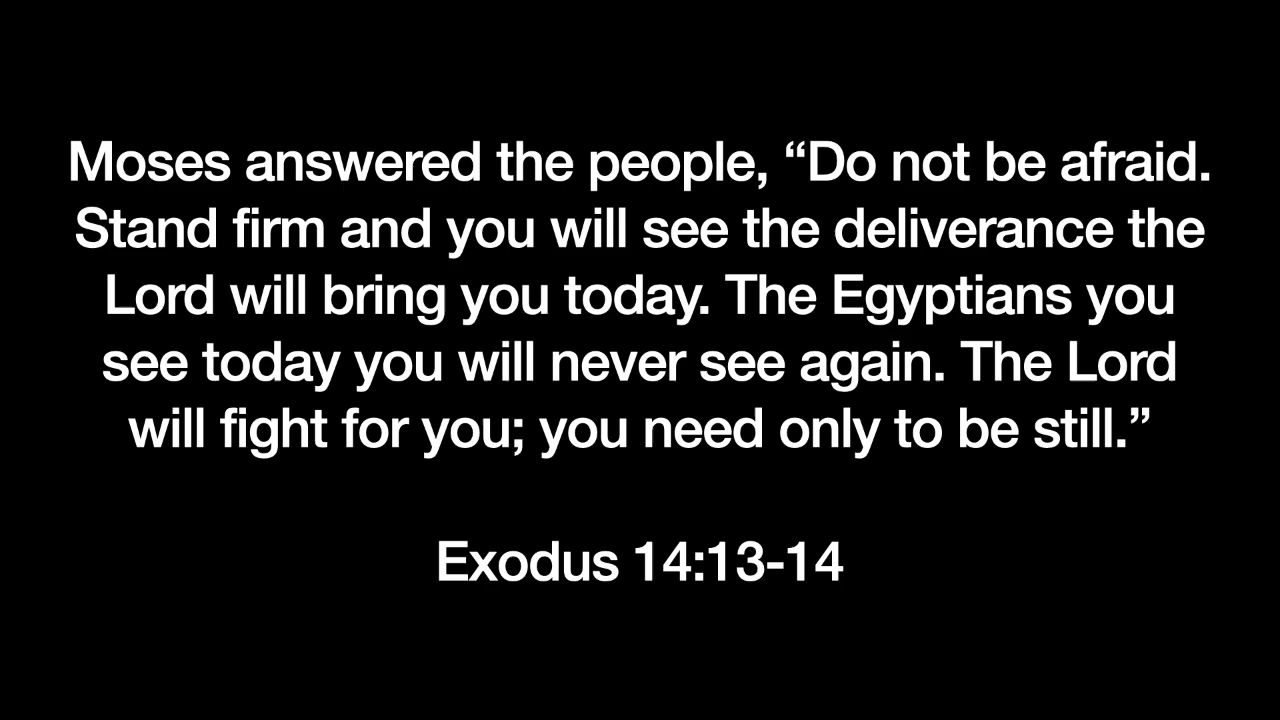 Moses answered the people, “Do not be afraid.
Stand firm and you will see the deliverance the
Lord will bring you today. The Egyptians you
see today you will never see again. The Lord
will fight for you; you need only to be still.”
Exodus 14:13-14